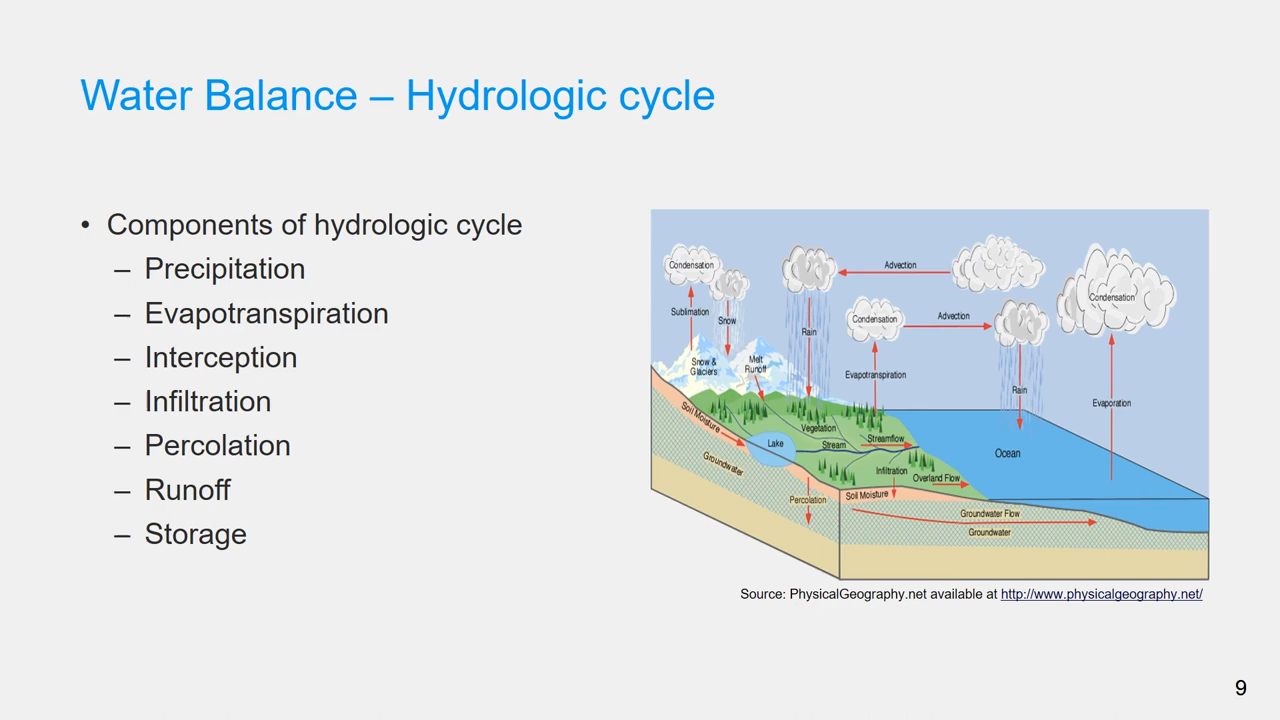 Water Balance – Hydrologic cycle
• Components of hydrologic cycle
– Precipitation
– Evapotranspiration
– Interception
– Infiltration
– Percolation
– Runoff
– Storage
Condensation
Sublimation
Snow
Snow &
Glaciers
Melt
Runoff
Rain
Advection
Condensation
Advection
Evapotranspiration
Rain
Condensation
Evaporation
Soil Moisture
Groundwater
Lake
Vegetation
Stream
Streamflow
Infiltration
Overland Flow
Ocean
Percolation
Soil Moisture
Groundwater Flow
Groundwater
Source: PhysicalGeography.net available at http://www.physicalgeography.net/
9